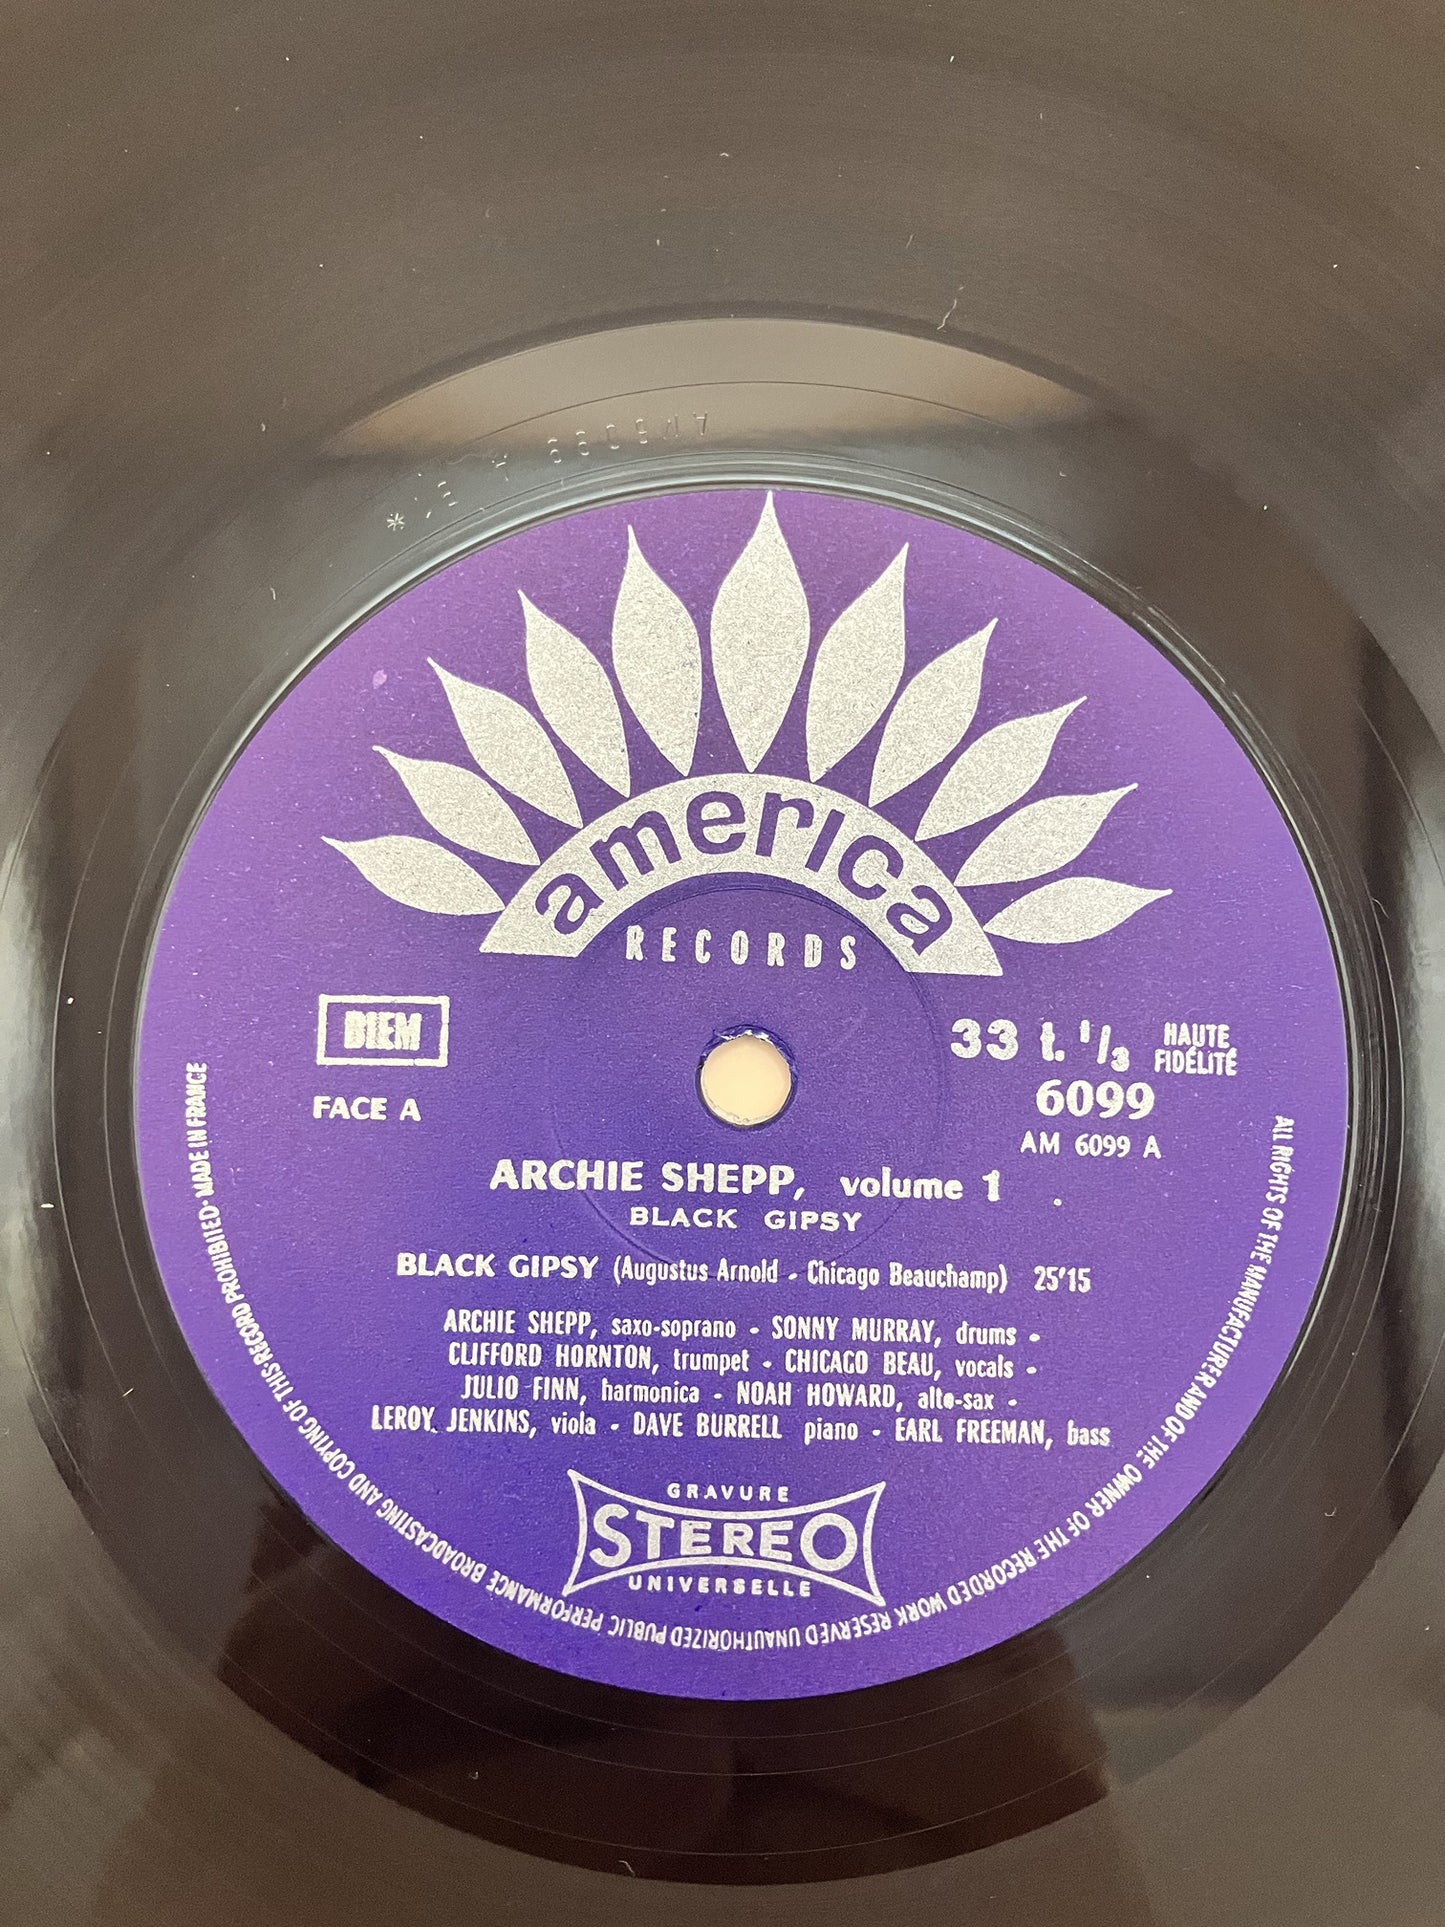 AM6099 A
america
RECORDS
BIEM
33 t. 1/3
HAUTE
FIDÉLITÉ
6099
AM 6099 A
FACE A
ARCHIE SHEPP, volume 1
BLACK GIPSY
BLACK GIPSY (Augustus Arnold - Chicago Beauchamp) 25'15
ARCHIE SHEPP, saxo-soprano - SONNY MURRAY, drums -
CLIFFORD HORNTON, trumpet - CHICAGO BEAU, vocals -
JULIO FINN, harmonica - NOAH HOWARD, alto-sax -
LEROY JENKINS, viola - DAVE BURRELL piano - EARL FREEMAN, bass
GRAVURE
STEREO
UNIVERSELLE
ALL RIGHTS OF THE MANUFACTURER AND OF THE OWNER OF THE RECORDED WORK RESERVED UNAUTHORIZED PUBLIC PERFORMANCE BROADCASTING AND COPYING OF THIS RECORD PROHIBITED • MADE IN FRANCE